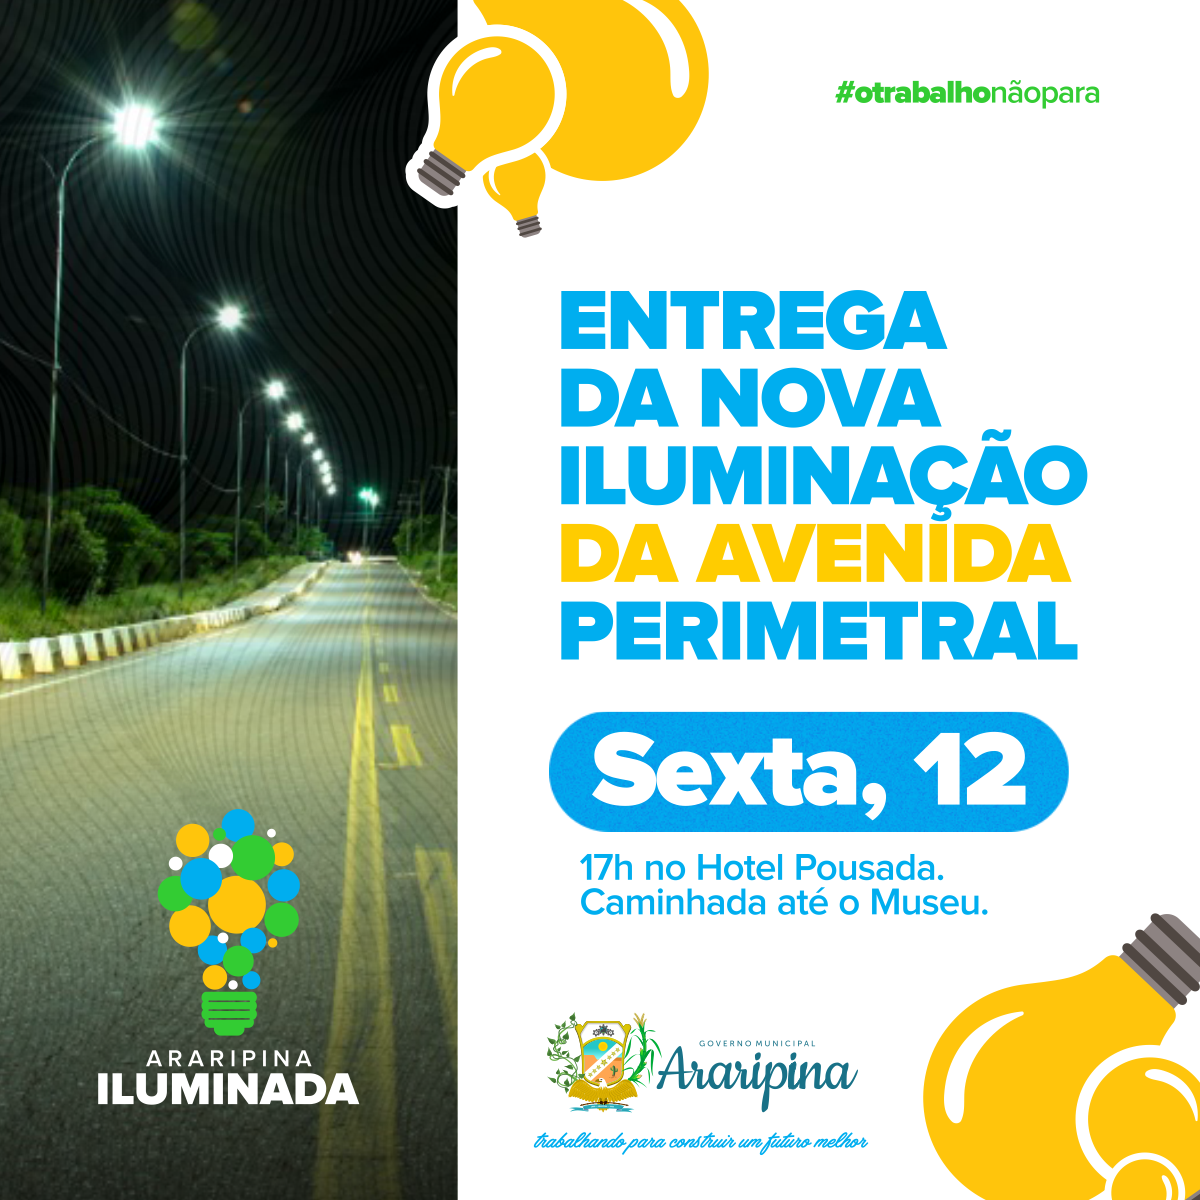 #otrabalhonãopara
ENTREGA
DA NOVA
ILUMINAÇÃO
DA AVENIDA
PERIMETRAL
Sexta, 12
17h no Hotel Pousada.
Caminhada até o Museu.
ARARIPINA
ILUMINADA
GOVERNO MUNICIPAL
Araripina
trabalhando para construir um futuro melhor